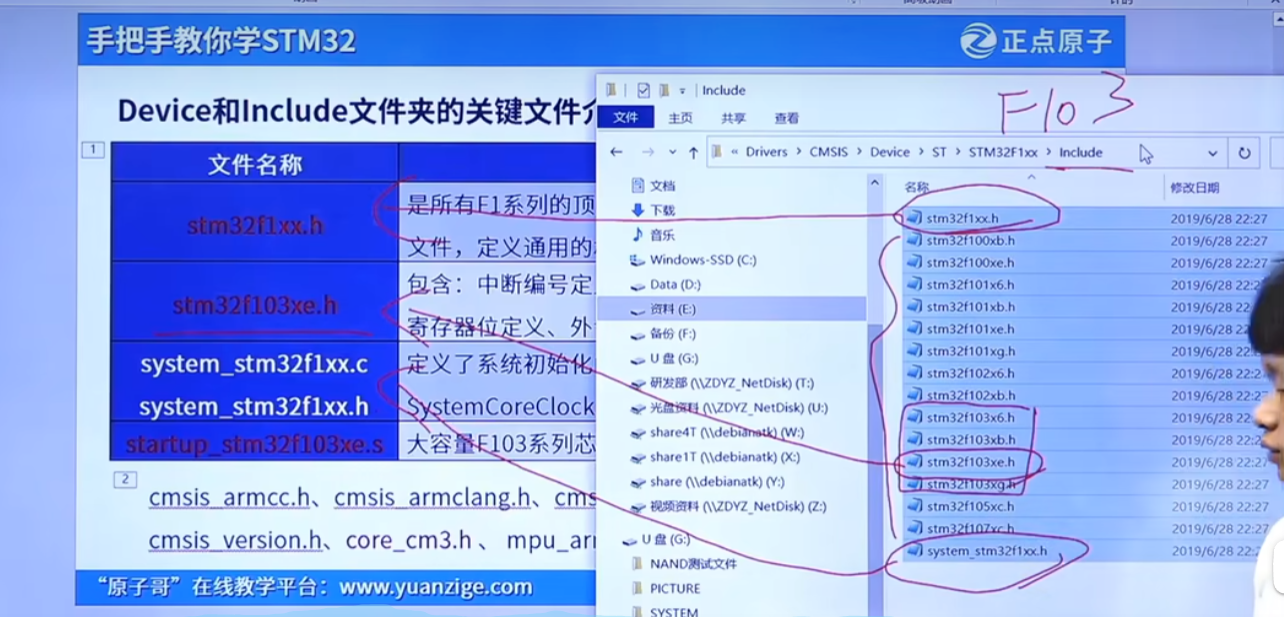 手把手教你学STM32
正点原子
Device和Include文件夹的关键文件
1
文件名称
stm32f1xx.h
是所有F1系列的顶
文件，定义通用的
stm32f103xe.h
包含：中断编号定
寄存器位定义、外
system_stm32f1xx.c
定义了系统初始化
system_stm32f1xx.h
SystemCoreClock
startup_stm32f103xe.s
大容量F103系列芯
2
cmsis_armcc.h、cmsis_armclang.h、cms
cmsis_version.h、core_cm3.h 、 mpu_ar
“原子哥”在线教学平台：www.yuanzige.com
Include
F103
文件 主页 共享 查看
« Drivers > CMSIS > Device > ST > STM32F1xx > Include
文档
下载
音乐
Windows-SSD (C:)
Data (D:)
资料 (E:)
备份 (F:)
U 盘 (G:)
研发部 (\\ZDYZ_NetDisk) (T:)
光盘资料 (\\ZDYZ_NetDisk) (U:)
share4T (\\debianatk) (W:)
share1T (\\debianatk) (X:)
share (\\debianatk) (Y:)
视频资料 (\\ZDYZ_NetDisk) (Z:)
U 盘 (G:)
NAND测试文件
PICTURE
SYSTEM
名称 修改日期
stm32f1xx.h 2019/6/28 22:27
stm32f100xb.h 2019/6/28 22:27
stm32f100xe.h 2019/6/28 22:27
stm32f101x6.h 2019/6/28 22:27
stm32f101xb.h 2019/6/28 22:27
stm32f101xe.h 2019/6/28 22:27
stm32f101xg.h 2019/6/28 22:27
stm32f102x6.h 2019/6/28 22:27
stm32f102xb.h 2019/6/28 22:27
stm32f103x6.h 2019/6/28 22:27
stm32f103xb.h 2019/6/28 22:27
stm32f103xe.h 2019/6/28 22:2
stm32f103xg.h 2019/6/28 22:27
stm32f105xc.h 2019/6/28 22:27
stm32f107xc.h 2019/6/28 22:27
system_stm32f1xx.h 2019/6/28 22:2